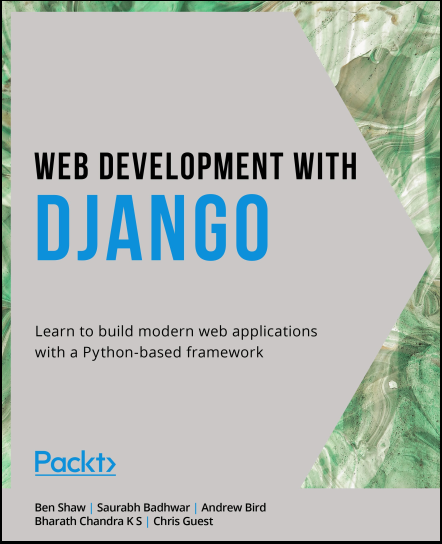 WEB DEVELOPMENT WITH
DJANGO
Learn to build modern web applications
with a Python-based framework
Packt>
Ben Shaw | Saurabh Badhwar | Andrew Bird
Bharath Chandra K S | Chris Guest